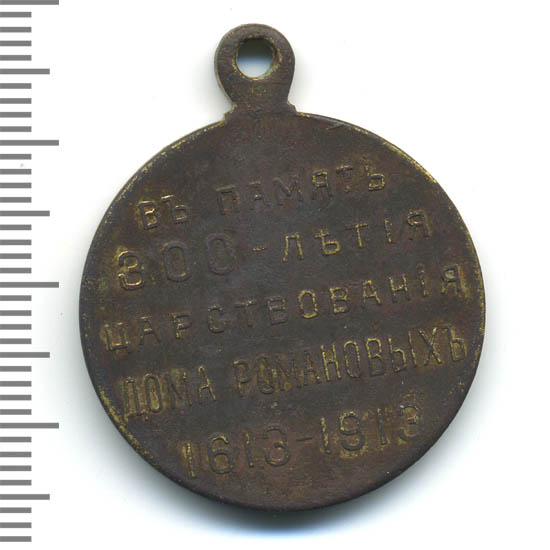 ВЪ ПАМЯТЬ
300-ЛѢТІЯ
ЦАРСТВОВАНІЯ
ДОМА РОМАНОВЫХЪ
1613-1913